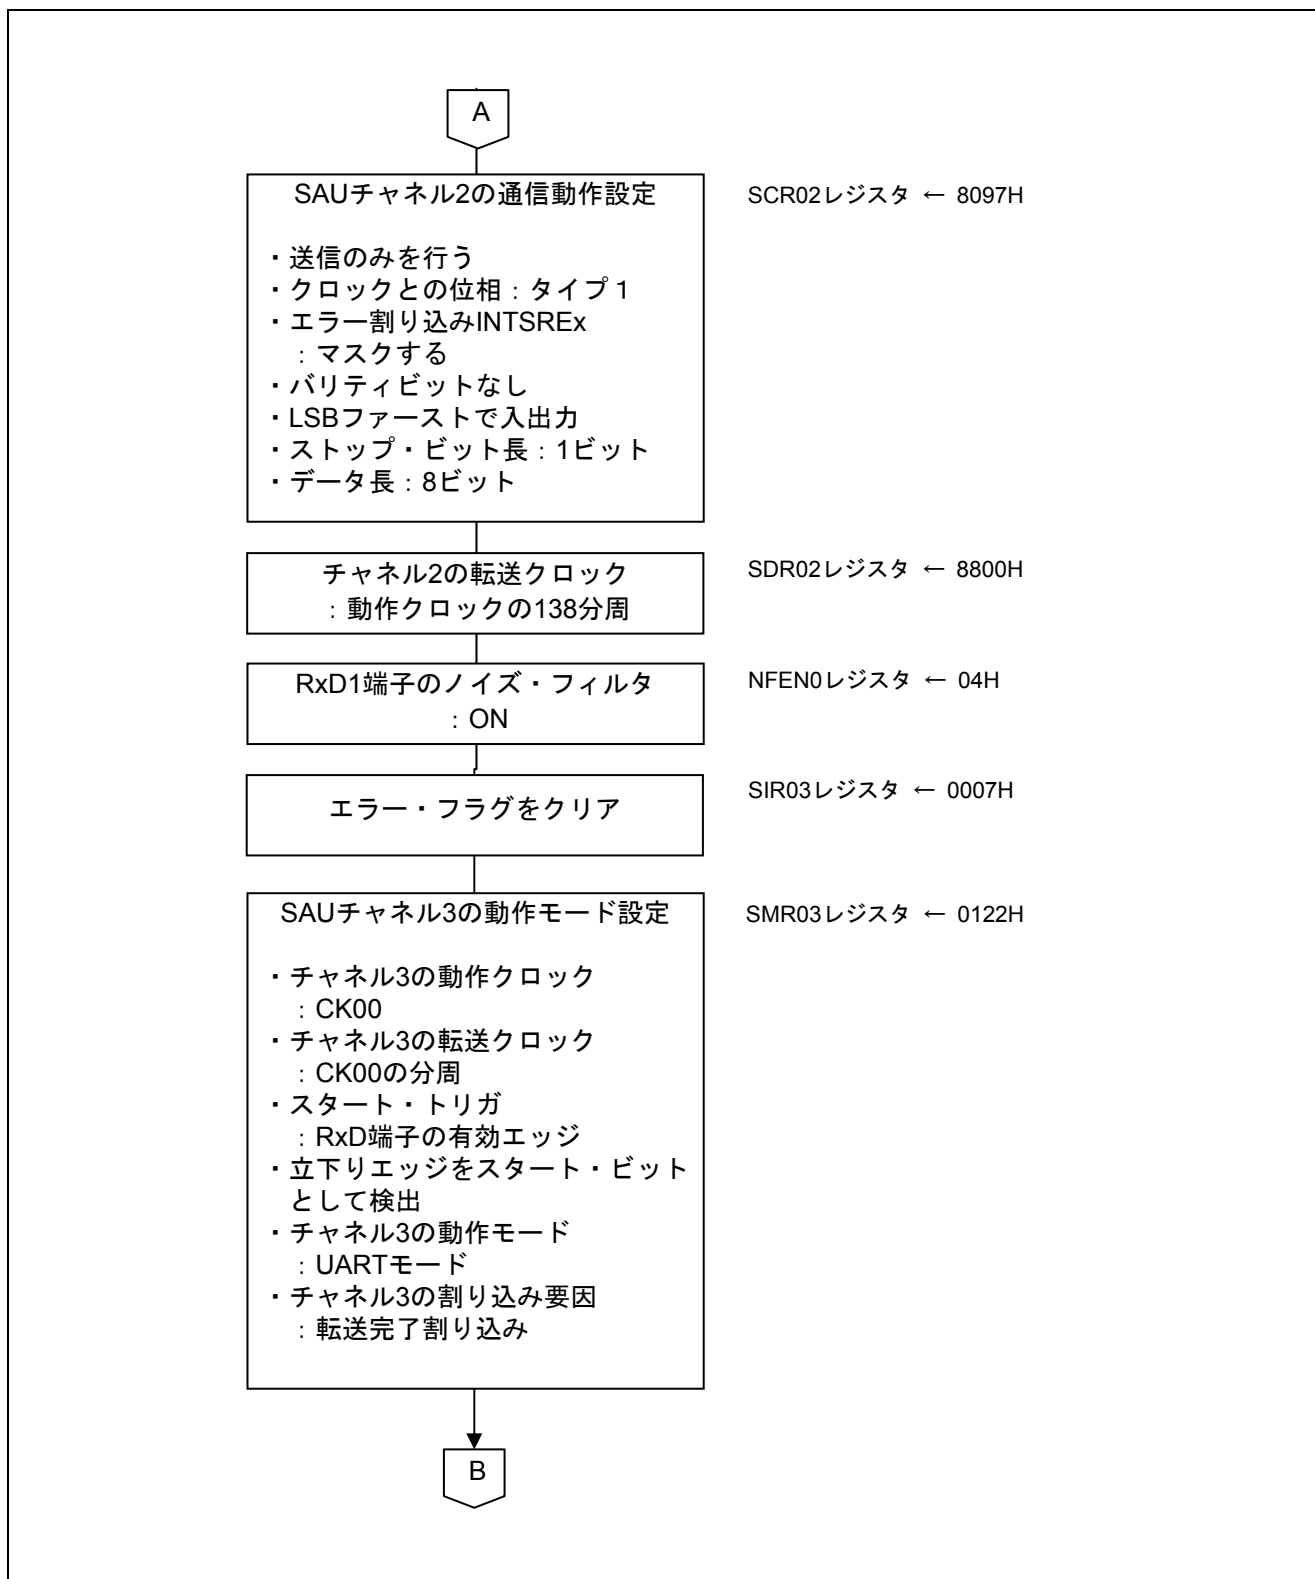 A
SAUチャネル2の通信動作設定
SCR02レジスタ ← 8097H
・送信のみを行う
・クロックとの位相：タイプ１
・エラー割り込みINTSREx
：マスクする
・パリティビットなし
・LSBファーストで入出力
・ストップ・ビット長：1ビット
・データ長：8ビット
チャネル2の転送クロック
：動作クロックの138分周
SDR02レジスタ ← 8800H
RxD1端子のノイズ・フィルタ
：ON
NFEN0レジスタ ← 04H
エラー・フラグをクリア
SIR03レジスタ ← 0007H
SAUチャネル3の動作モード設定
SMR03レジスタ ← 0122H
・チャネル3の動作クロック
：CK00
・チャネル3の転送クロック
：CK00の分周
・スタート・トリガ
：RxD端子の有効エッジ
・立下りエッジをスタート・ビット
として検出
・チャネル3の動作モード
：UARTモード
・チャネル3の割り込み要因
：転送完了割り込み
B